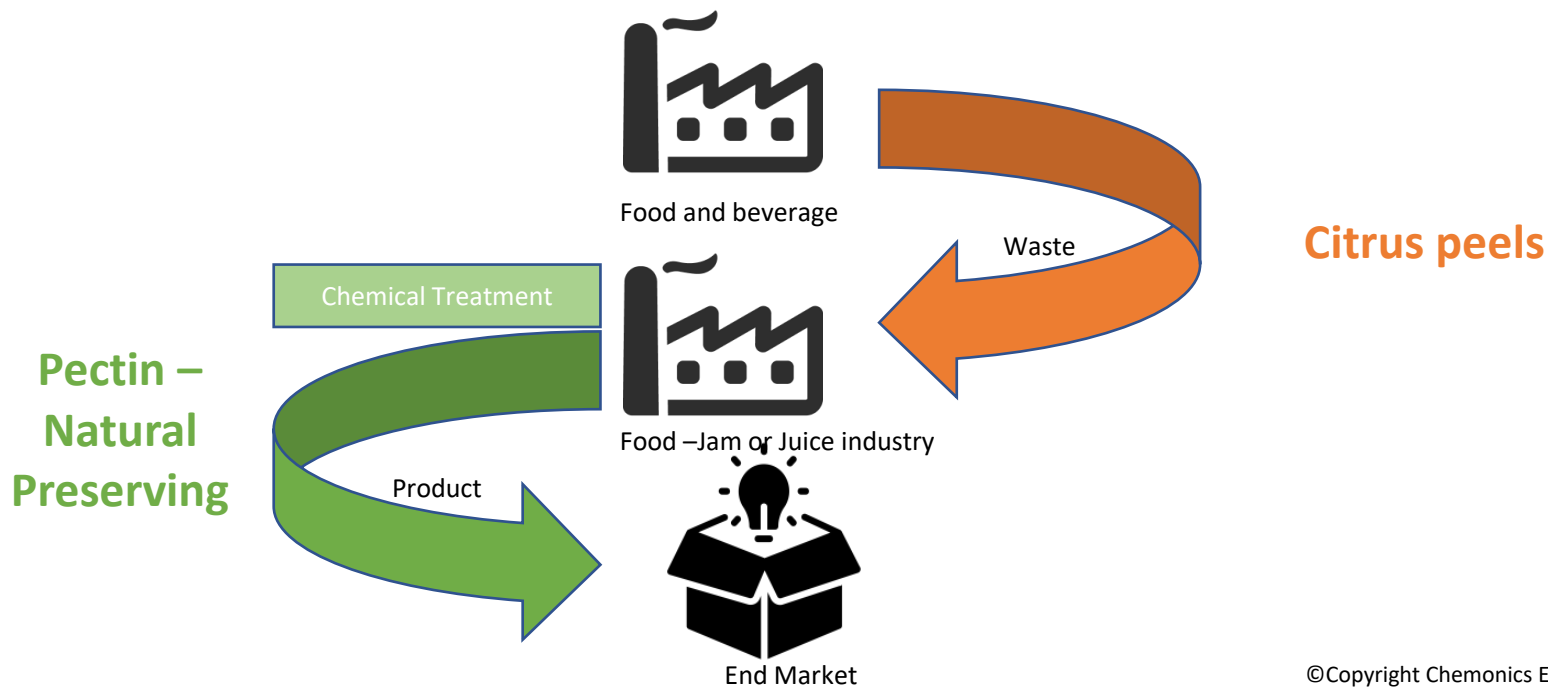 Food and beverage
Waste
Citrus peels
Chemical Treatment
Pectin –
Natural
Preserving
Food –Jam or Juice industry
Product
End Market
©Copyright Chemonics E